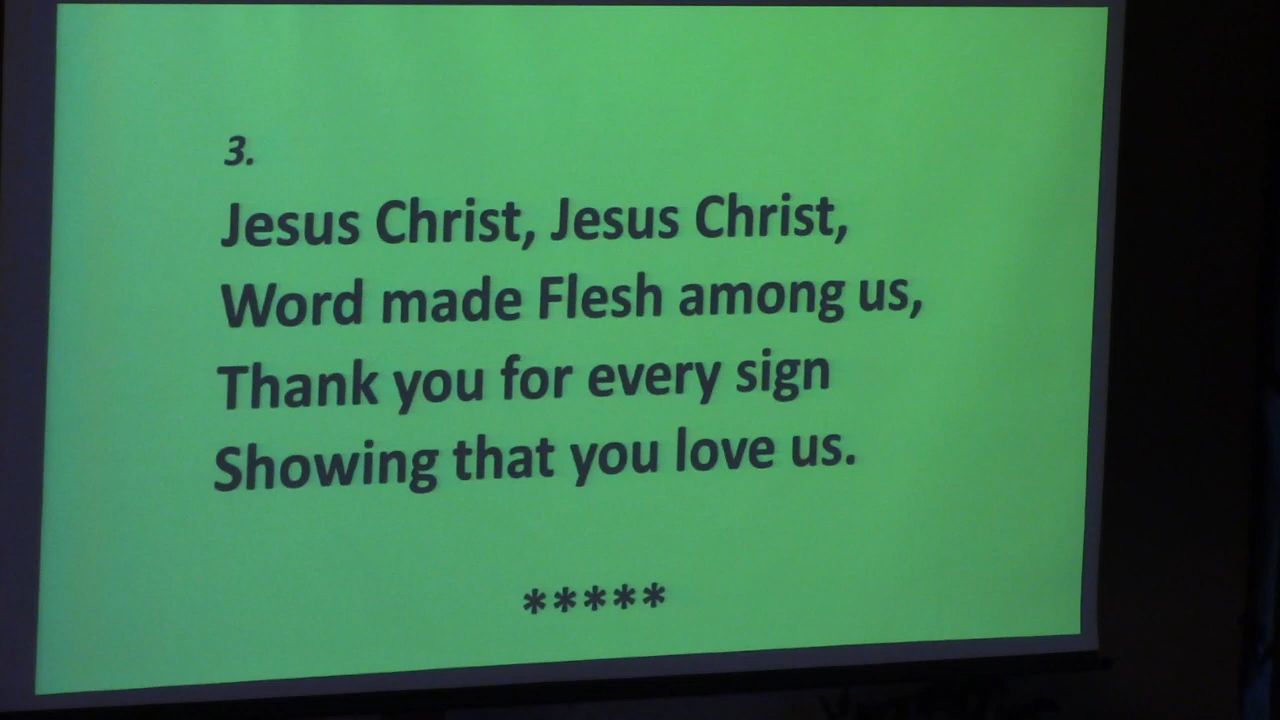 3.
Jesus Christ, Jesus Christ,
Word made Flesh among us,
Thank you for every sign
Showing that you love us.
*****